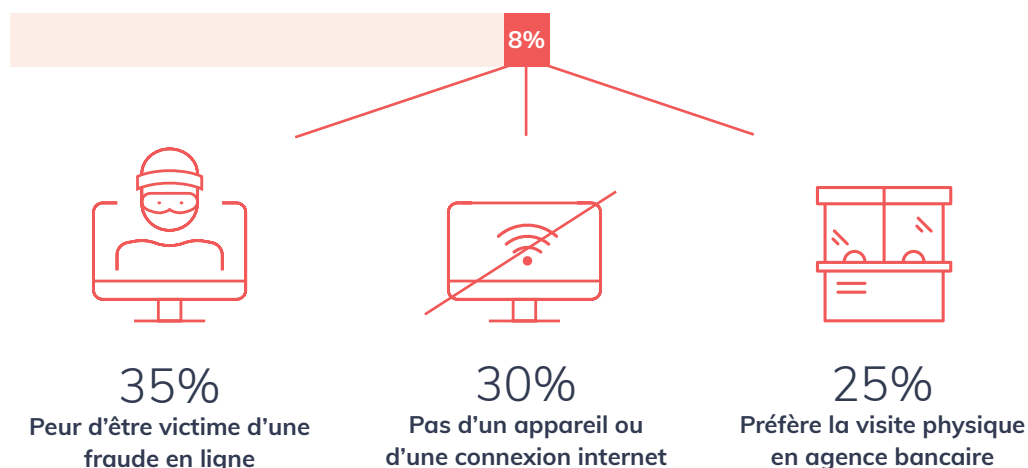 8%
35%
Peur d’être victime d’une
fraude en ligne
30%
Pas d’un appareil ou
d’une connexion internet
25%
Préfère la visite physique
en agence bancaire